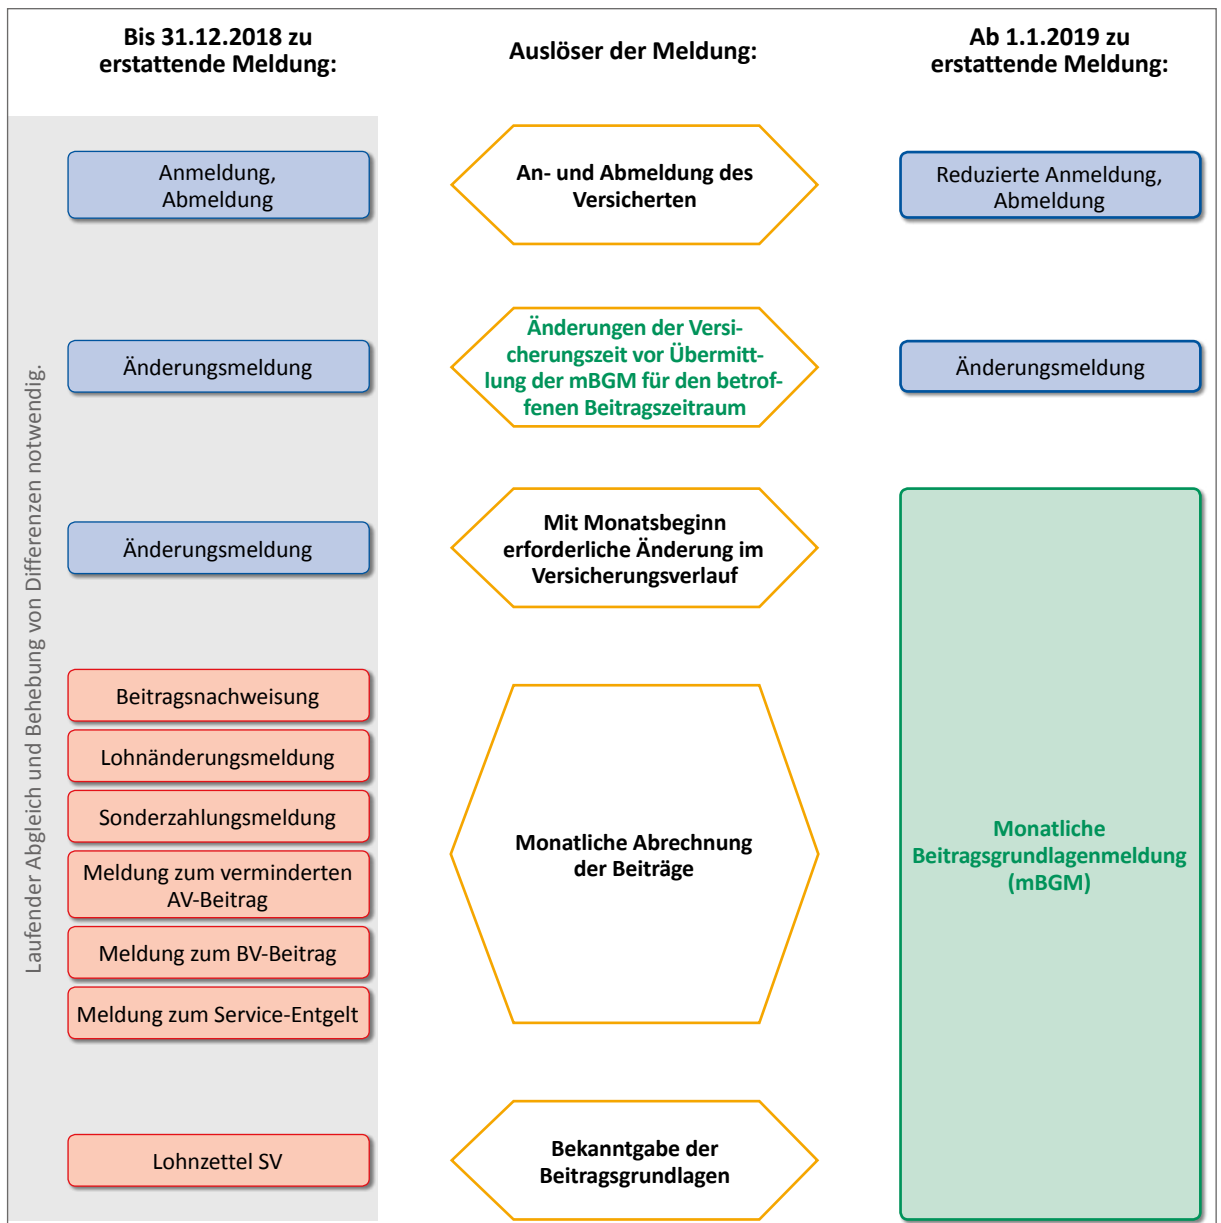 Bis 31.12.2018 zu
erstattende Meldung:
Auslöser der Meldung:
Ab 1.1.2019 zu
erstattende Meldung:
Laufender Abgleich und Behebung von Differenzen notwendig.
Anmeldung,
Abmeldung
An- und Abmeldung des
Versicherten
Reduzierte Anmeldung,
Abmeldung
Änderungsmeldung
Änderungen der Versi-
cherungszeit vor Übermitt-
lung der mBGM für den betrof-
fenen Beitragszeitraum
Änderungsmeldung
Änderungsmeldung
Mit Monatsbeginn
erforderliche Änderung im
Versicherungsverlauf
Beitragsnachweisung
Lohnänderungsmeldung
Sonderzahlungsmeldung
Meldung zum verminderten
AV-Beitrag
Meldung zum BV-Beitrag
Meldung zum Service-Entgelt
Monatliche Abrechnung
der Beiträge
Monatliche
Beitragsgrundlagenmeldung
(mBGM)
Lohnzettel SV
Bekanntgabe der
Beitragsgrundlagen